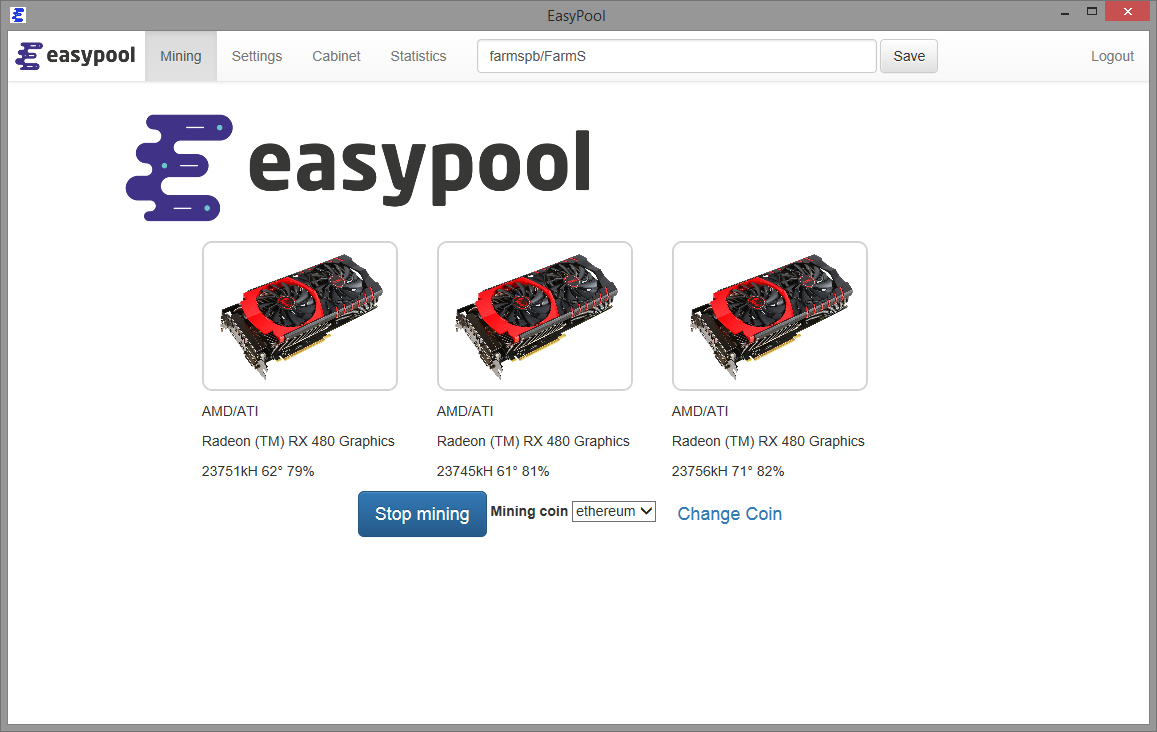 EasyPool
easypool Mining Settings Cabinet Statistics farmspb/FarmS Save Logout
easypool
AMD/ATI AMD/ATI AMD/ATI
Radeon (TM) RX 480 Graphics Radeon (TM) RX 480 Graphics Radeon (TM) RX 480 Graphics
23751kH 62° 79% 23745kH 61° 81% 23756kH 71° 82%
Stop mining Mining coin ethereum Change Coin